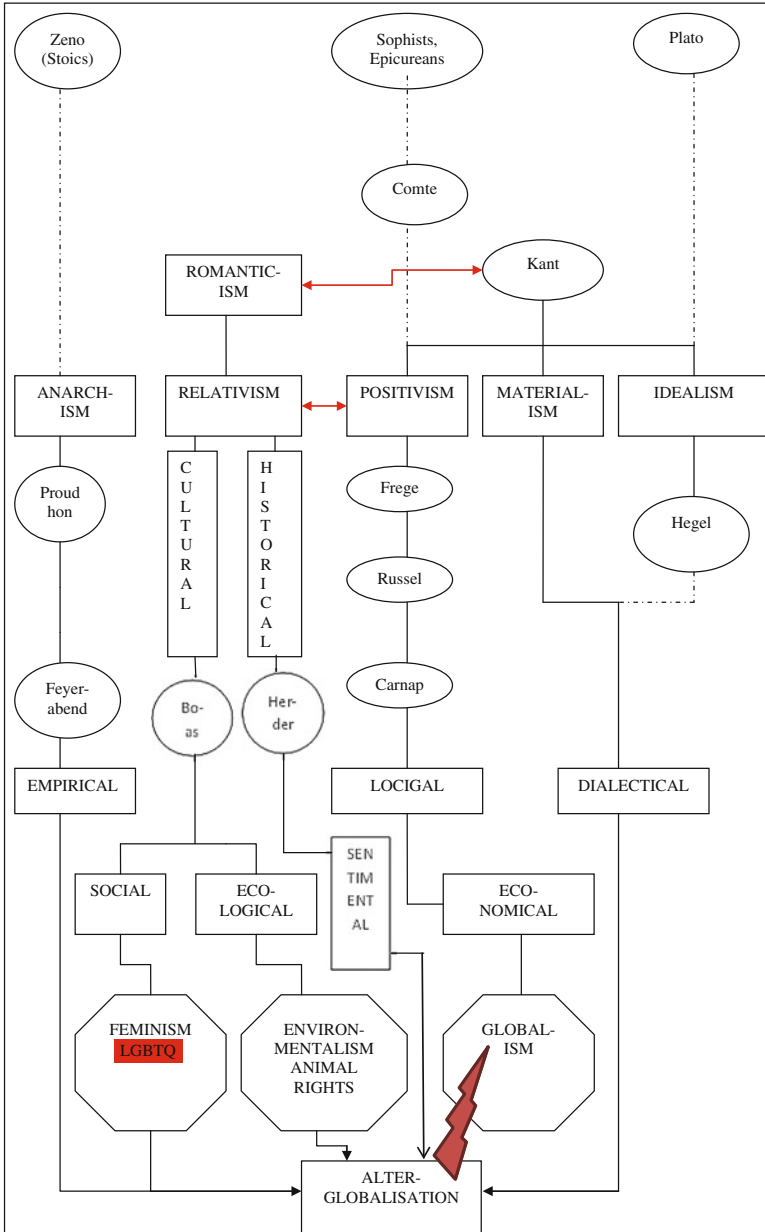 Zeno
(Stoics)
Sophists,
Epicureans
Plato
Comte
ROMANTIC-
ISM
Kant
ANARCH-
ISM
RELATIVISM
POSITIVISM
MATERIAL-
ISM
IDEALISM
C
U
L
T
U
R
A
L
H
I
S
T
O
R
I
C
A
L
Proud
hon
Frege
Hegel
Russel
Feyer-
abend
Bo-
as
Her-
der
Carnap
EMPIRICAL
LOCIGAL
DIALECTICAL
SOCIAL
ECO-
LOGICAL
SEN
TIM
ENT
AL
ECO-
NOMICAL
FEMINISM
LGBTQ
ENVIRON-
MENTALISM
ANIMAL
RIGHTS
GLOBAL-
ISM
ALTER-
GLOBALISATION